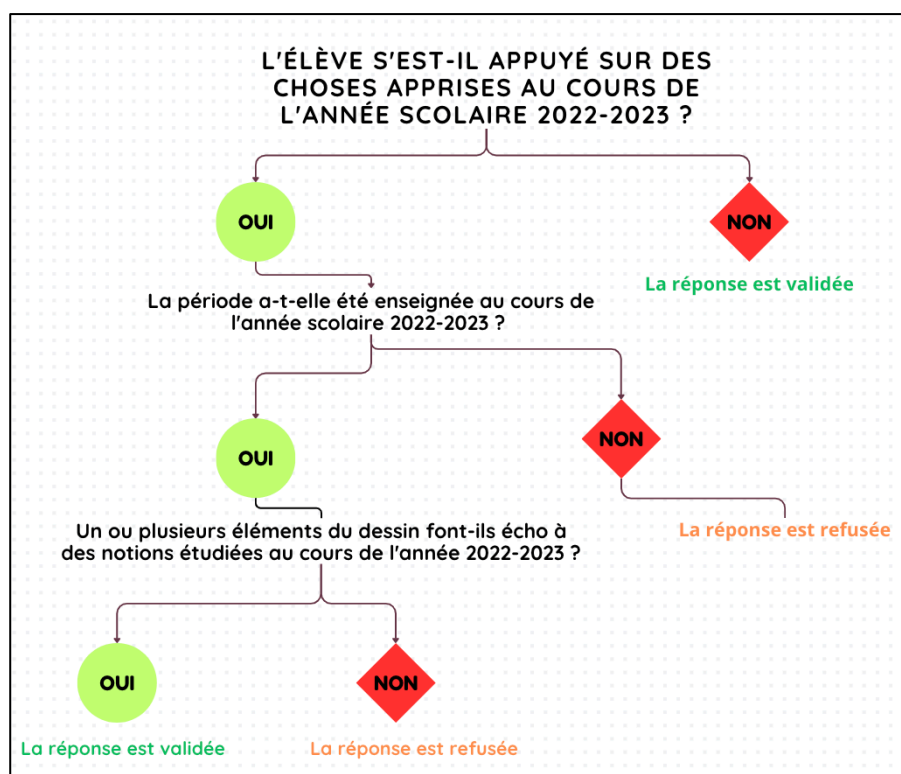 L'ÉLÈVE S'EST-IL APPUYÉ SUR DES
CHOSES APPRISES AU COURS DE
L'ANNÉE SCOLAIRE 2022-2023 ?
OUI
NON
La réponse est validée
La période a-t-elle été enseignée au cours de
l'année scolaire 2022-2023 ?
OUI
NON
La réponse est refusée
Un ou plusieurs éléments du dessin font-ils écho à
des notions étudiées au cours de l'année 2022-2023 ?
OUI
NON
La réponse est validée
La réponse est refusée